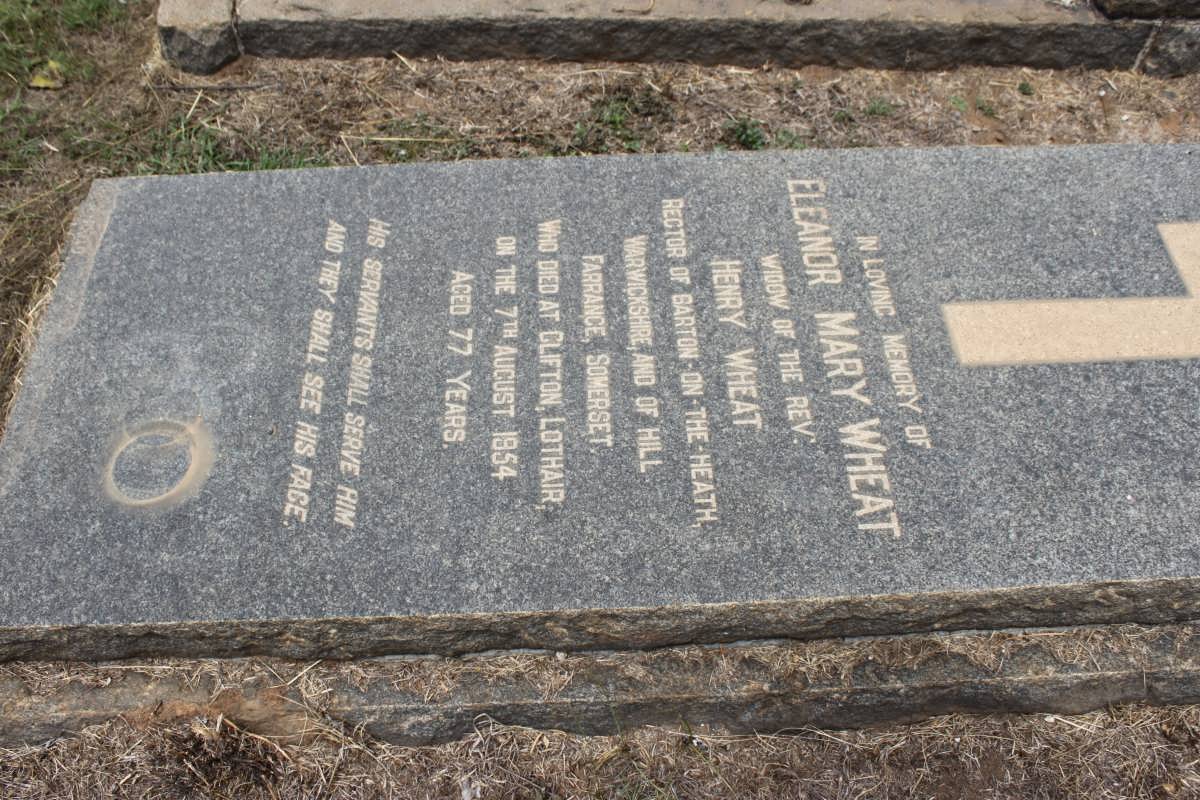 IN LOVING MEMORY OF
ELEANOR MARY WHEAT
WIDOW OF THE REV.
HENRY WHEAT
RECTOR OF BARTON-ON-THE-HEATH,
WARWICKSHIRE AND OF HILL
FARRANCE, SOMERSET.
WHO DIED AT CLIFTON, LOTHAIR,
ON THE 7TH AUGUST 1954
AGED 77 YEARS
HIS SERVANTS SHALL SERVE HIM
AND THEY SHALL SEE HIS FACE.